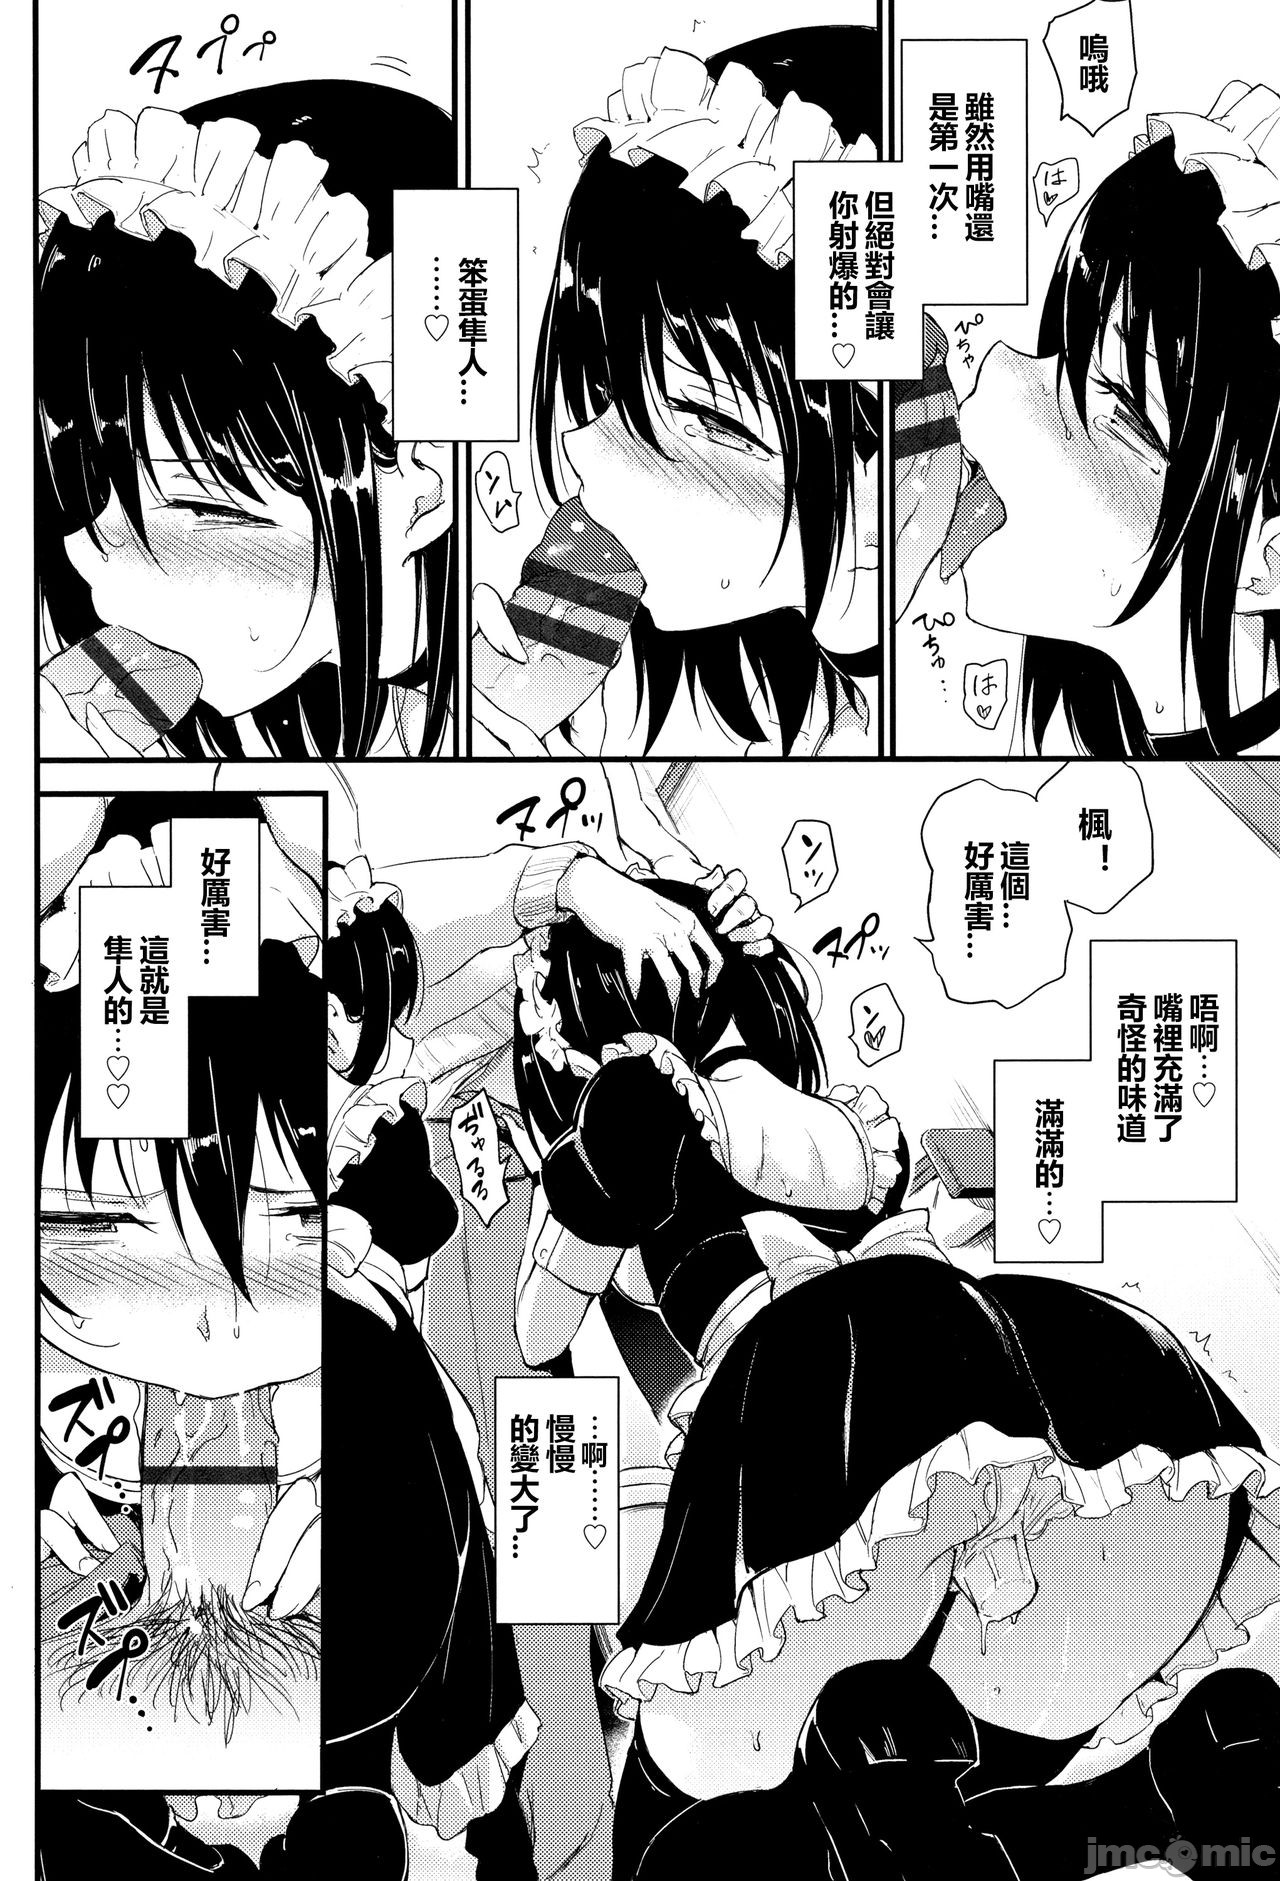 嗚哦
は♡
雖然用嘴還
是第一次…
ぴちゃ
ぴちゅ…
は♡
但絕對會讓
你射爆的…♡
ンム
笨蛋隼人…
……♡
ヌププ
楓！
這個…
好厲害…
唔啊…♡
嘴裡充滿了
奇怪的味道
滿滿的…♡
ヌプッ
ンッ
ヌプッ
ン♡
ぢゅるる
…啊……♡
慢慢
的變大了…
好厲害…
這就是
隼人的…♡♡
ズプ…
ズプ…
jmcomic